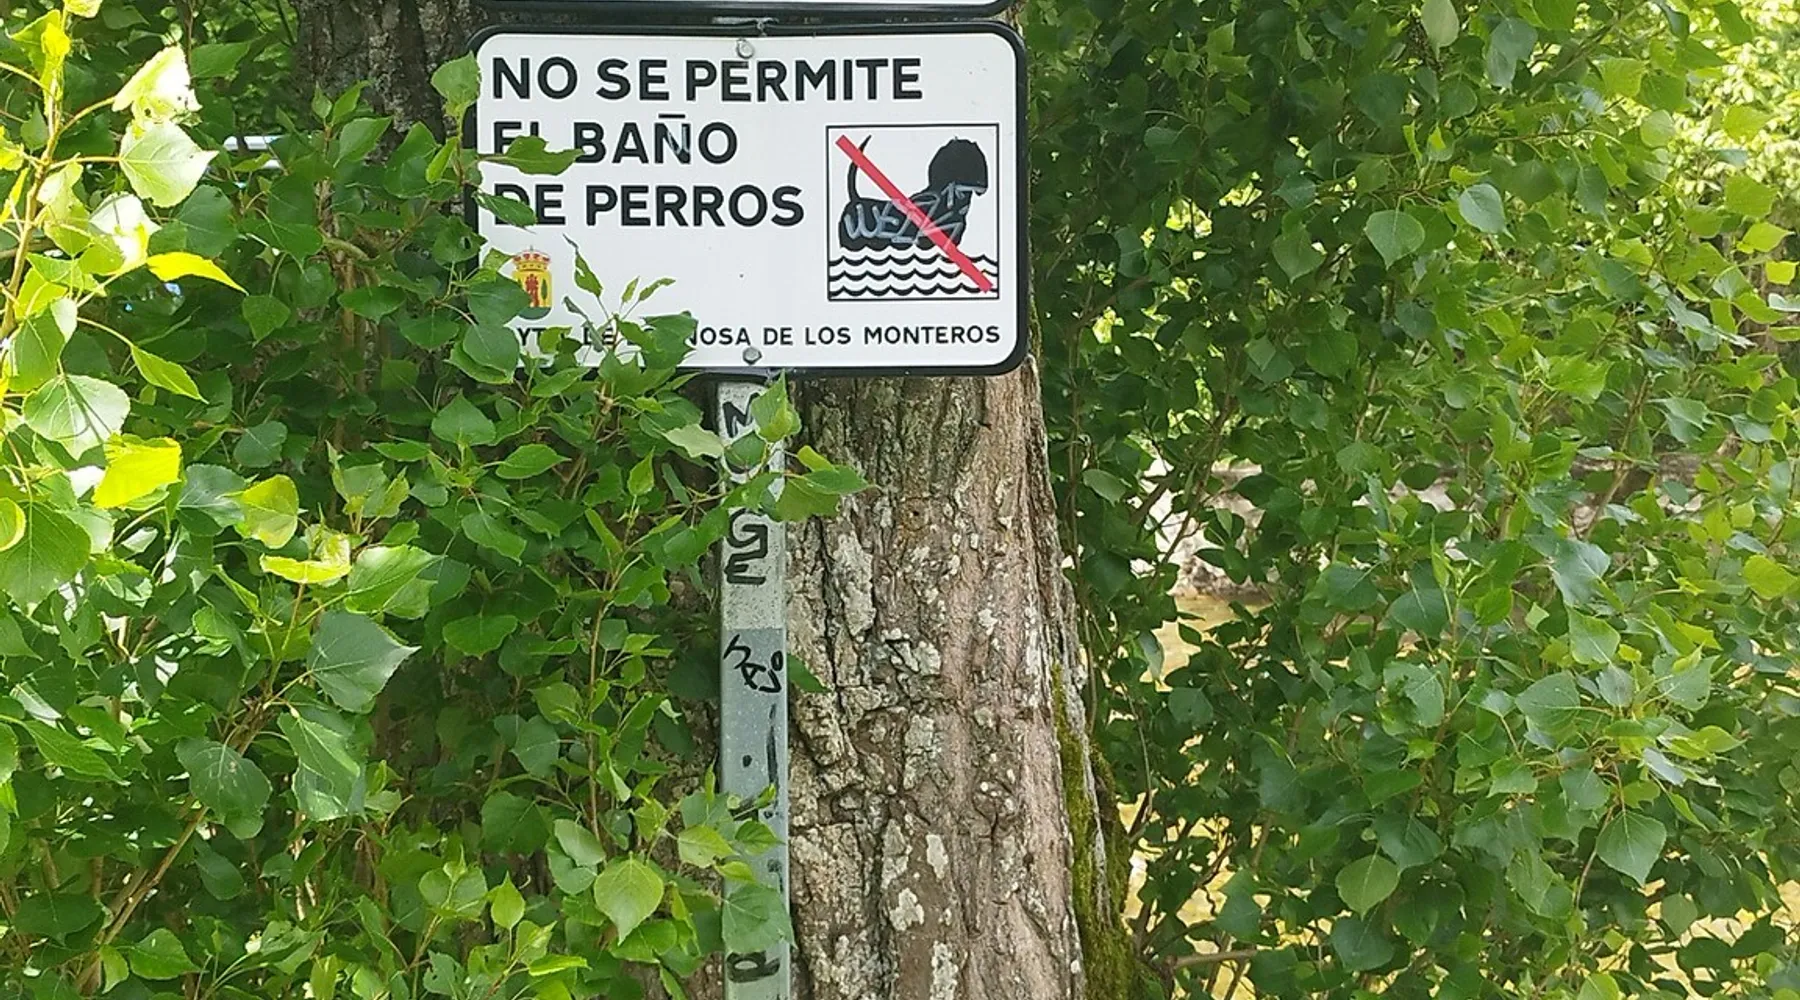 NO SE PERMITE
EL BAÑO
DE PERROS
DE LOS MONTEROS